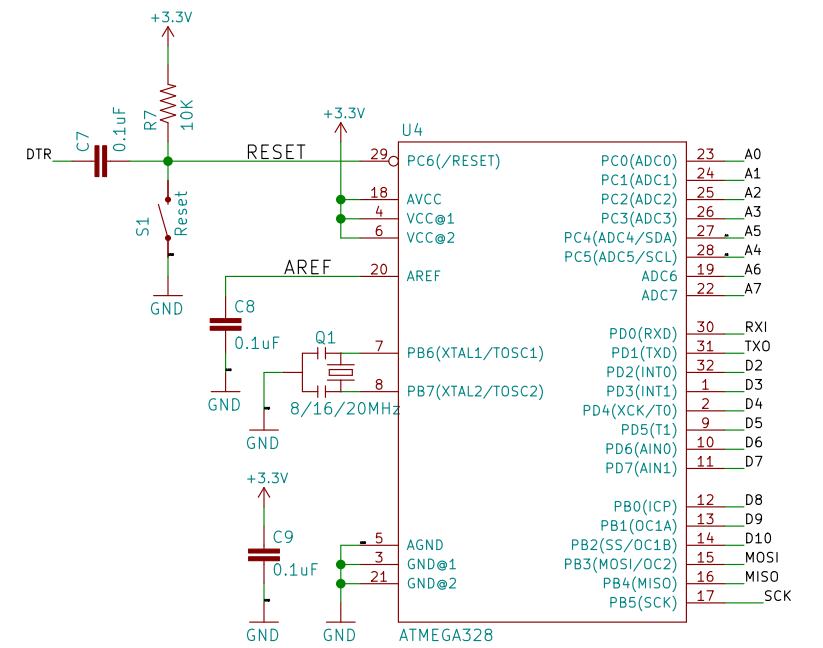 +3.3V
R7
10K
C7
0.1uF
DTR
RESET
S1
Reset
GND
+3.3V
AREF
C8
0.1uF
GND
Q1
8/16/20MHz
GND
+3.3V
C9
0.1uF
GND
GND
U4
29 PC6(/RESET)
18 AVCC
4 VCC@1
6 VCC@2
20 AREF
7 PB6(XTAL1/TOSC1)
8 PB7(XTAL2/TOSC2)
5 AGND
3 GND@1
21 GND@2
PC0(ADC0) 23 A0
PC1(ADC1) 24 A1
PC2(ADC2) 25 A2
PC3(ADC3) 26 A3
PC4(ADC4/SDA) 27 A5
PC5(ADC5/SCL) 28 A4
ADC6 19 A6
ADC7 22 A7
PD0(RXD) 30 RXI
PD1(TXD) 31 TXO
PD2(INT0) 32 D2
PD3(INT1) 1 D3
PD4(XCK/T0) 2 D4
PD5(T1) 9 D5
PD6(AIN0) 10 D6
PD7(AIN1) 11 D7
PB0(ICP) 12 D8
PB1(OC1A) 13 D9
PB2(SS/OC1B) 14 D10
PB3(MOSI/OC2) 15 MOSI
PB4(MISO) 16 MISO
PB5(SCK) 17 SCK
ATMEGA328